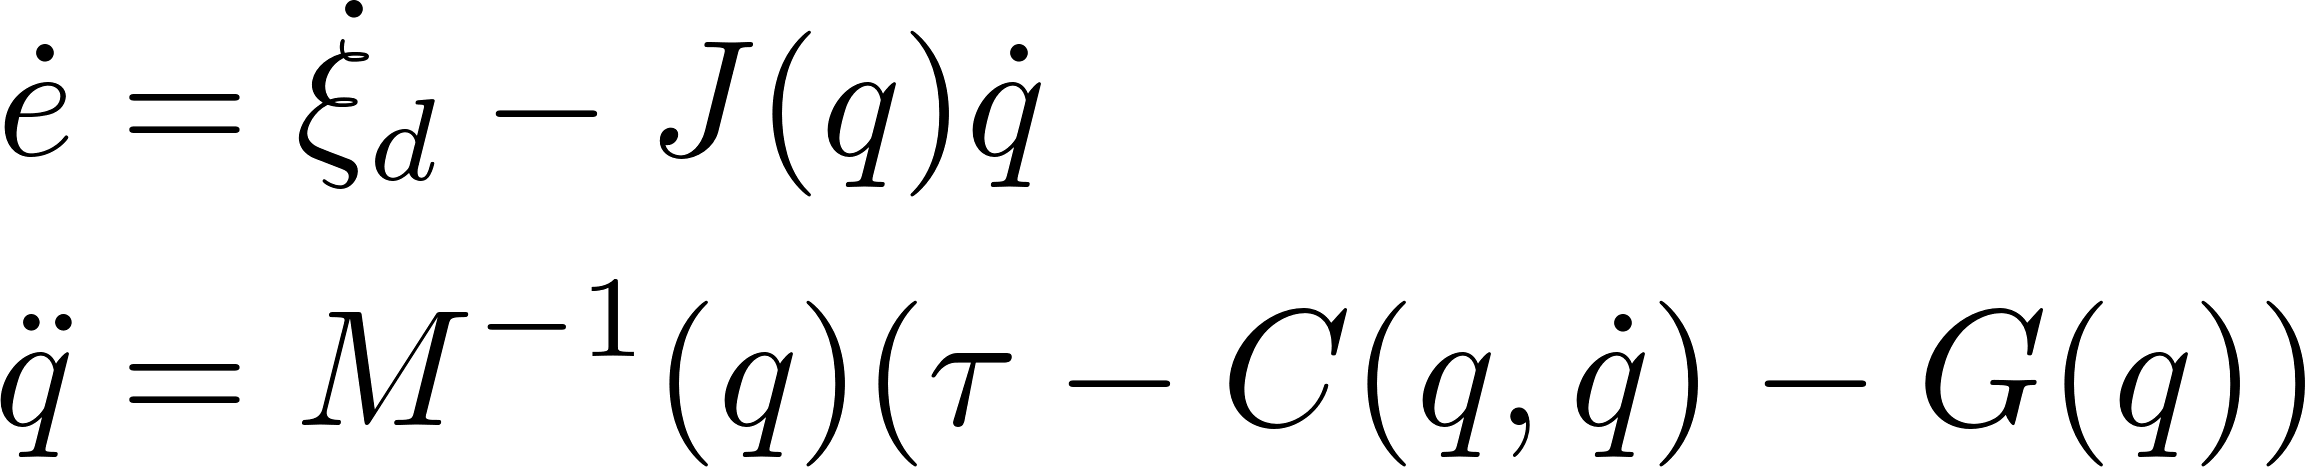 ė = ξ̇_d − J(q)q̇
q̈ = M⁻¹(q)(τ − C(q, q̇) − G(q))